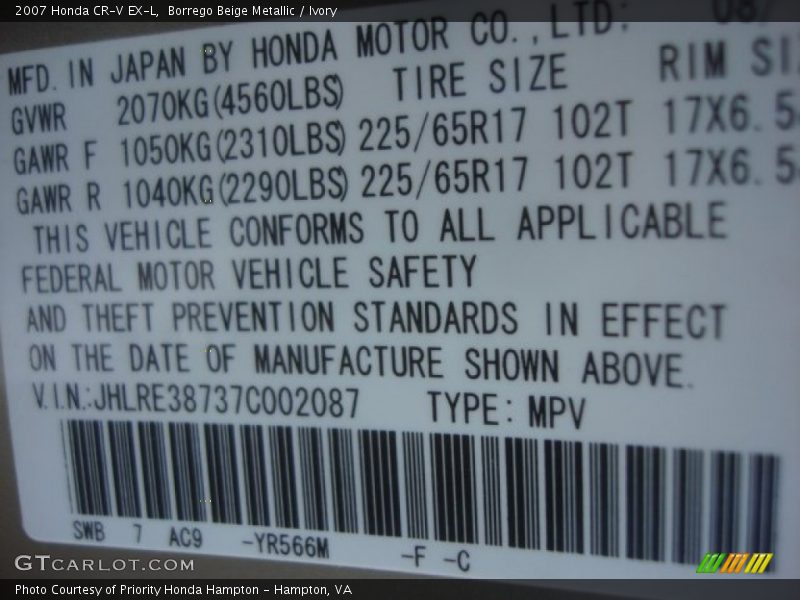 2007 Honda CR-V EX-L, Borrego Beige Metallic / Ivory
MFD. IN JAPAN BY HONDA MOTOR CO., LTD: 08/
GVWR 2070KG(4560LBS) TIRE SIZE RIM SI
GAWR F 1050KG(2310LBS) 225/65R17 102T 17X6.5
GAWR R 1040KG(2290LBS) 225/65R17 102T 17X6.5
THIS VEHICLE CONFORMS TO ALL APPLICABLE
FEDERAL MOTOR VEHICLE SAFETY
AND THEFT PREVENTION STANDARDS IN EFFECT
ON THE DATE OF MANUFACTURE SHOWN ABOVE.
V.I.N.:JHLRE38737C002087 TYPE: MPV
SWB 7 AC9 -YR566M -F -C
GTCARLOT.COM
Photo Courtesy of Priority Honda Hampton - Hampton, VA